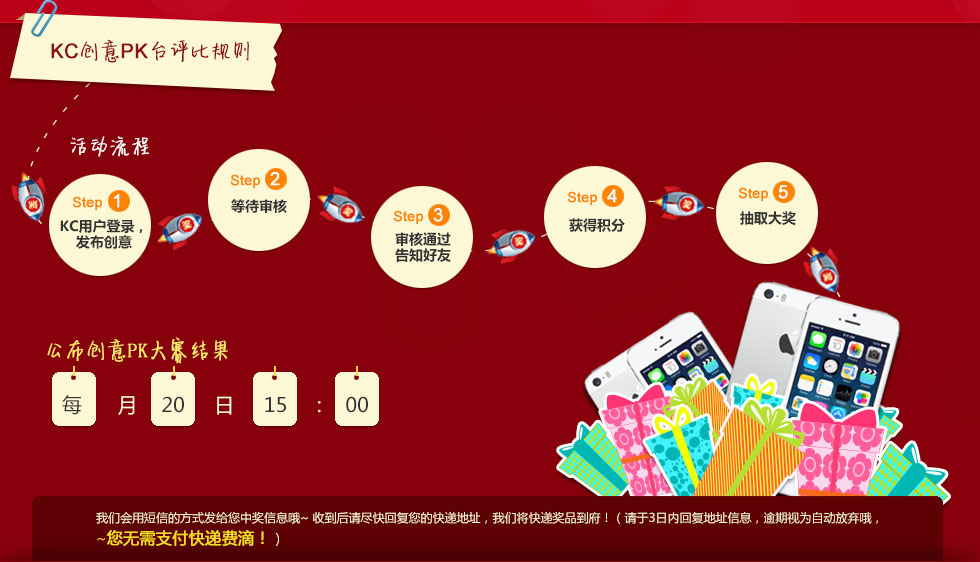 KC创意PK台评比规则
活动流程
Step 1
KC用户登录，
发布创意
Step 2
等待审核
Step 3
审核通过
告知好友
Step 4
获得积分
Step 5
抽取大奖
公布创意PK大赛结果
每 月 20 日 15 : 00
我们会用短信的方式发给您中奖信息哦~ 收到后请尽快回复您的快递地址，我们将快递奖品到府！（ 请于3日内回复地址信息，逾期视为自动放弃哦，
~您无需支付快递费滴！）